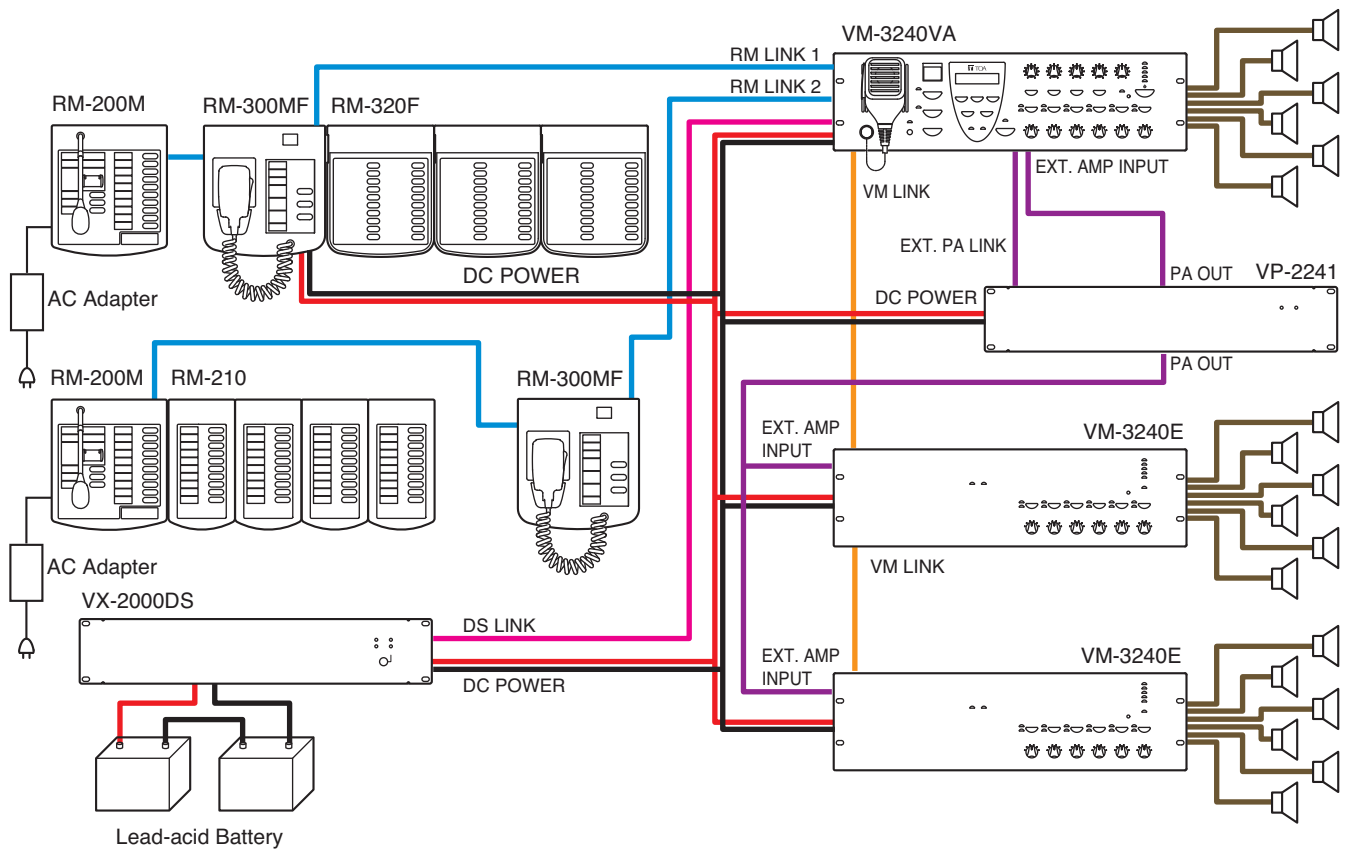 VM-3240VA
RM LINK 1
RM LINK 2
RM-200M
RM-300MF
RM-320F
TOA
VM LINK
EXT. AMP INPUT
EXT. PA LINK
DC POWER
AC Adapter
PA OUT
VP-2241
DC POWER
PA OUT
RM-200M
RM-210
RM-300MF
EXT. AMP
INPUT
VM-3240E
AC Adapter
VM LINK
VX-2000DS
DS LINK
DC POWER
EXT. AMP
INPUT
VM-3240E
Lead-acid Battery